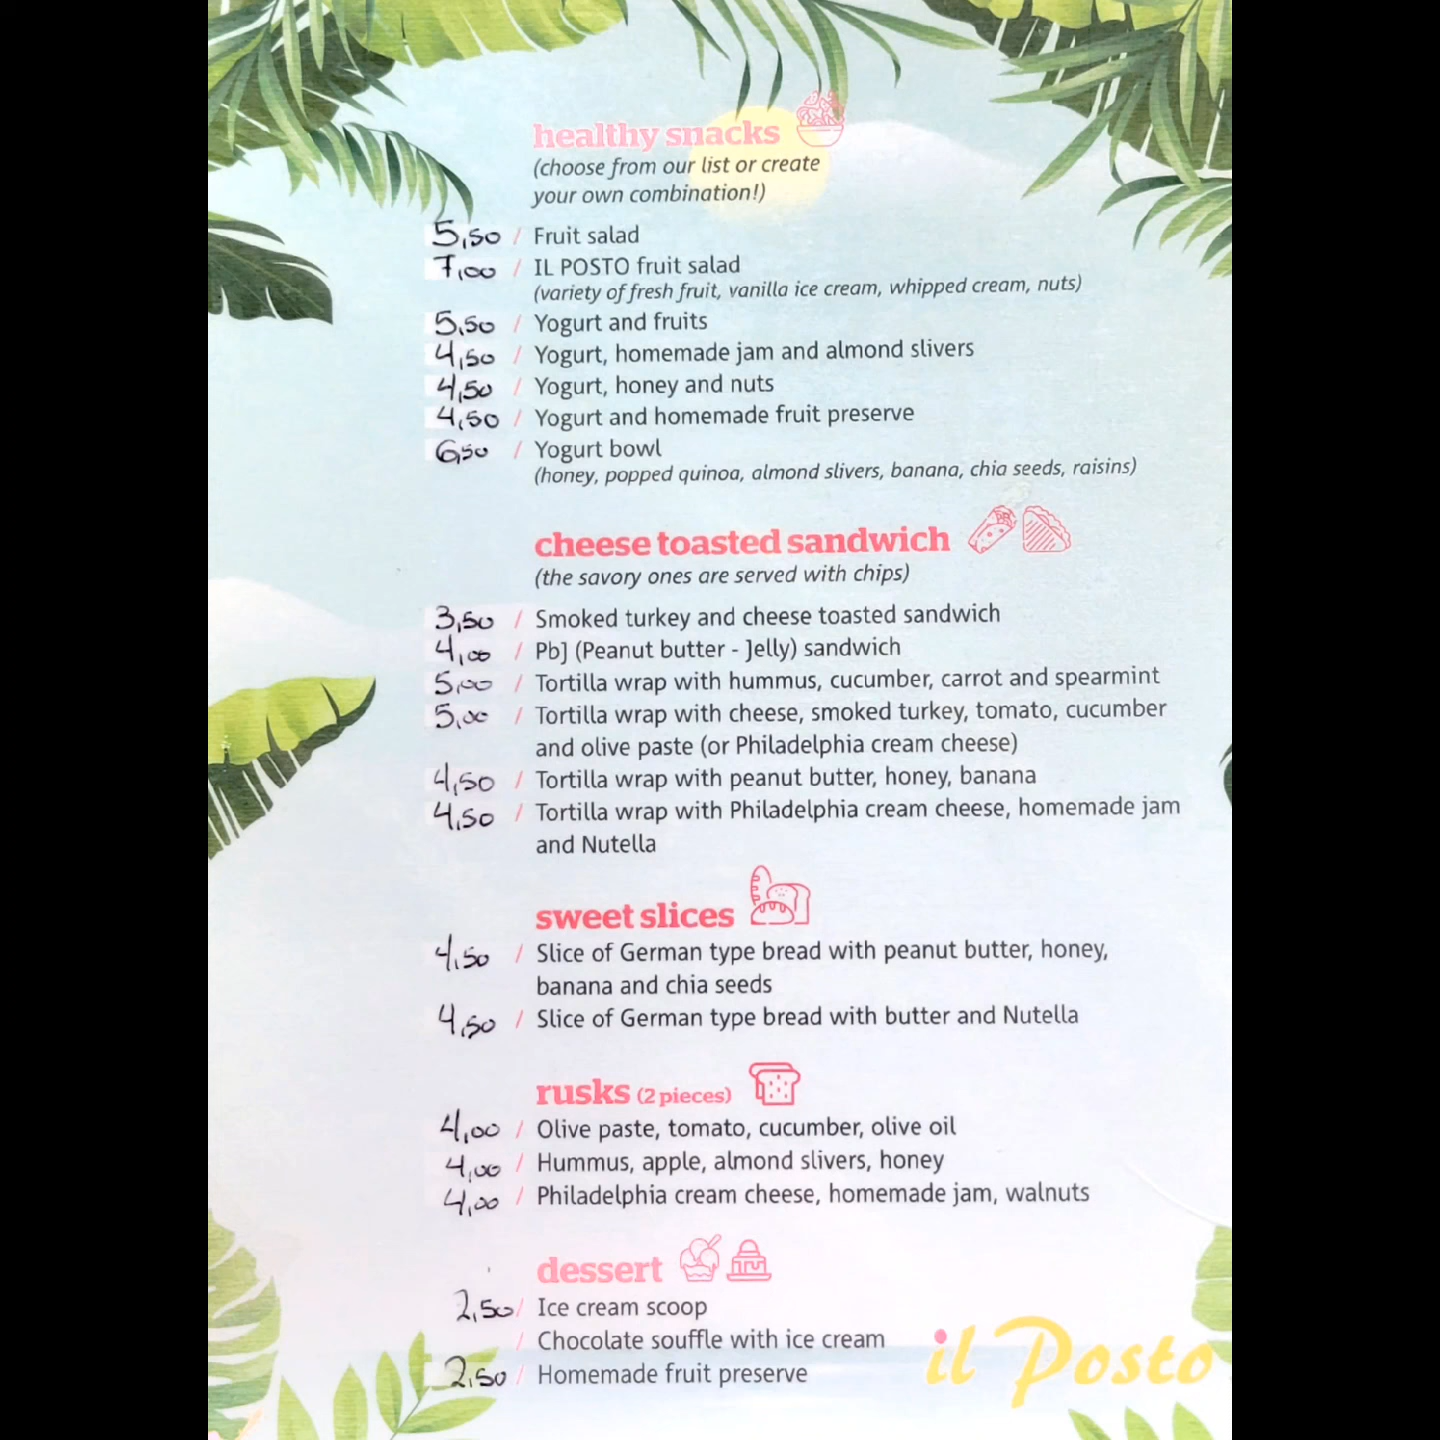 healthy snacks
(choose from our list or create
your own combination!)
5,50 / Fruit salad
7,00 / IL POSTO fruit salad
(variety of fresh fruit, vanilla ice cream, whipped cream, nuts)
5,50 / Yogurt and fruits
4,50 / Yogurt, homemade jam and almond slivers
4,50 / Yogurt, honey and nuts
4,50 / Yogurt and homemade fruit preserve
6,50 / Yogurt bowl
(honey, popped quinoa, almond slivers, banana, chia seeds, raisins)
cheese toasted sandwich
(the savory ones are served with chips)
3,50 / Smoked turkey and cheese toasted sandwich
4,00 / PbJ (Peanut butter - Jelly) sandwich
5,00 / Tortilla wrap with hummus, cucumber, carrot and spearmint
5,00 / Tortilla wrap with cheese, smoked turkey, tomato, cucumber
and olive paste (or Philadelphia cream cheese)
4,50 / Tortilla wrap with peanut butter, honey, banana
4,50 / Tortilla wrap with Philadelphia cream cheese, homemade jam
and Nutella
sweet slices
4,50 / Slice of German type bread with peanut butter, honey,
banana and chia seeds
4,50 / Slice of German type bread with butter and Nutella
rusks (2 pieces)
4,00 / Olive paste, tomato, cucumber, olive oil
4,00 / Hummus, apple, almond slivers, honey
4,00 / Philadelphia cream cheese, homemade jam, walnuts
dessert
2,50 / Ice cream scoop
/ Chocolate souffle with ice cream
2,50 / Homemade fruit preserve
il Posto